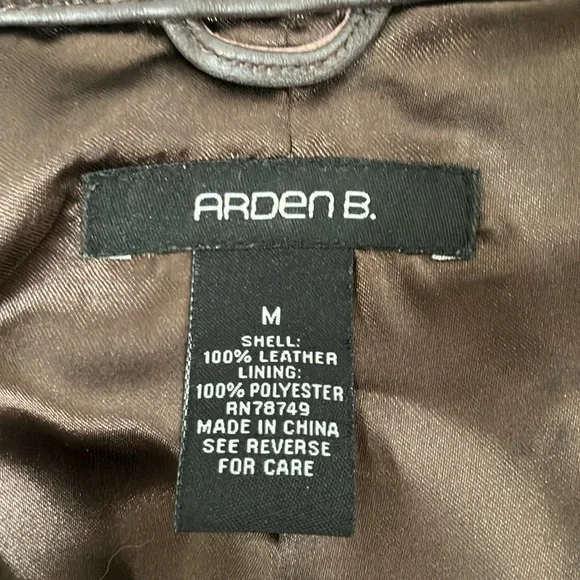 ARDEN B.
M
SHELL:
100% LEATHER
LINING:
100% POLYESTER
RN78749
MADE IN CHINA
SEE REVERSE
FOR CARE